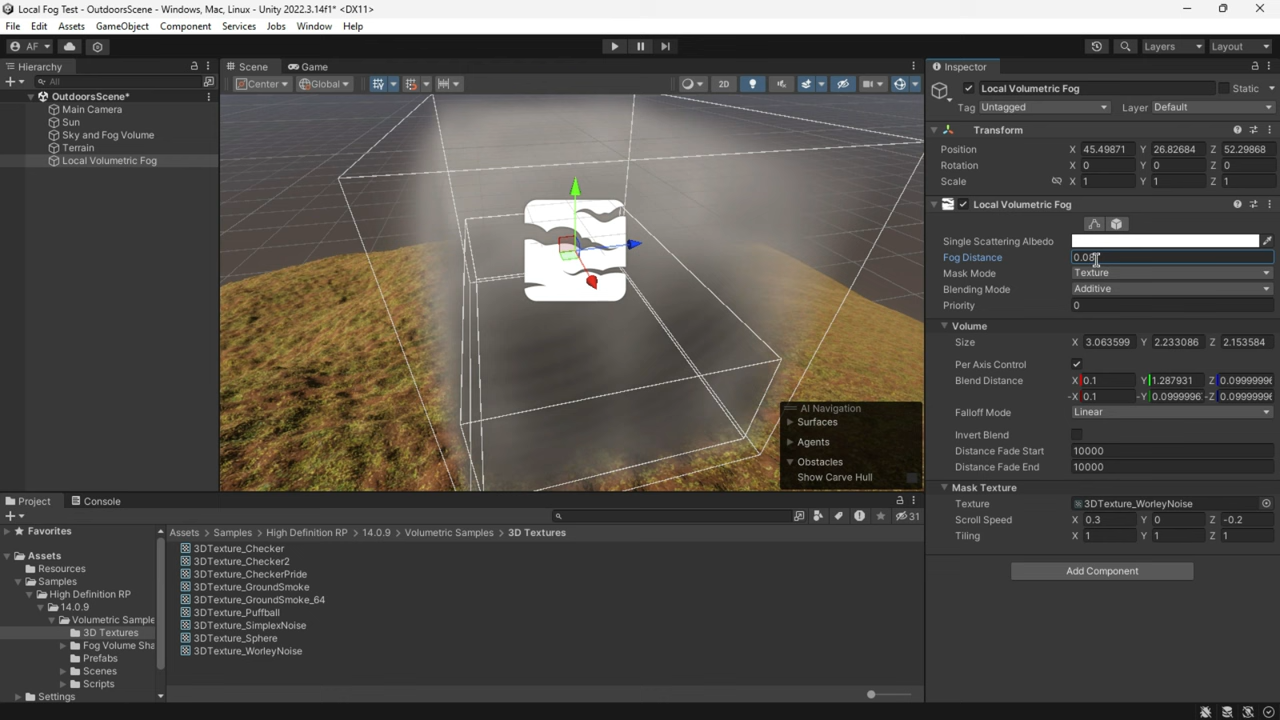 Local Fog Test - OutdoorsScene - Windows, Mac, Linux - Unity 2022.3.14f1* <DX11>
File Edit Assets GameObject Component Services Jobs Window Help
AF Layers Layout
Hierarchy
All
OutdoorsScene*
Main Camera
Sun
Sky and Fog Volume
Terrain
Local Volumetric Fog
Scene Game
Center Global 2D
AI Navigation
Surfaces
Agents
Obstacles
Show Carve Hull
Inspector
Local Volumetric Fog Static
Tag Untagged Layer Default
Transform
Position X 45.49871 Y 26.82684 Z 52.29868
Rotation X 0 Y 0 Z 0
Scale X 1 Y 1 Z 1
Local Volumetric Fog
Single Scattering Albedo
Fog Distance 0.08
Mask Mode Texture
Blending Mode Additive
Priority 0
Volume
Size X 3.063599 Y 2.233086 Z 2.153584
Per Axis Control
Blend Distance X 0.1 Y 1.287931 Z 0.0999996
-X 0.1 -Y 0.0999996 -Z 0.0999996
Falloff Mode Linear
Invert Blend
Distance Fade Start 10000
Distance Fade End 10000
Mask Texture
Texture 3DTexture_WorleyNoise
Scroll Speed X 0.3 Y 0 Z -0.2
Tiling X 1 Y 1 Z 1
Add Component
Project Console
31
Favorites
Assets
Resources
Samples
High Definition RP
14.0.9
Volumetric Sample
3D Textures
Fog Volume Sha
Prefabs
Scenes
Scripts
Settings
Assets > Samples > High Definition RP > 14.0.9 > Volumetric Samples > 3D Textures
3DTexture_Checker
3DTexture_Checker2
3DTexture_CheckerPride
3DTexture_GroundSmoke
3DTexture_GroundSmoke_64
3DTexture_Puffball
3DTexture_SimplexNoise
3DTexture_Sphere
3DTexture_WorleyNoise